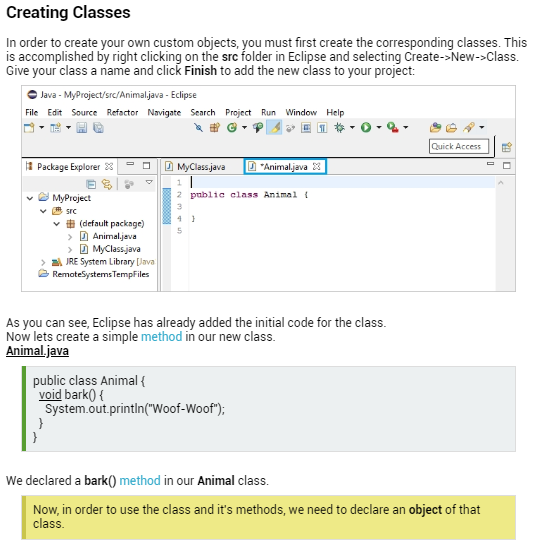 Creating Classes
In order to create your own custom objects, you must first create the corresponding classes. This
is accomplished by right clicking on the src folder in Eclipse and selecting Create->New->Class.
Give your class a name and click Finish to add the new class to your project:
Java - MyProject/src/Animal.java - Eclipse
File Edit Source Refactor Navigate Search Project Run Window Help
Quick Access
Package Explorer
MyClass.java
*Animal.java
MyProject
src
(default package)
Animal.java
MyClass.java
JRE System Library [Java
RemoteSystemsTempFiles
1
2 public class Animal {
3
4 }
5
As you can see, Eclipse has already added the initial code for the class.
Now lets create a simple method in our new class.
Animal.java
public class Animal {
void bark() {
System.out.println("Woof-Woof");
}
}
We declared a bark() method in our Animal class.
Now, in order to use the class and it's methods, we need to declare an object of that
class.